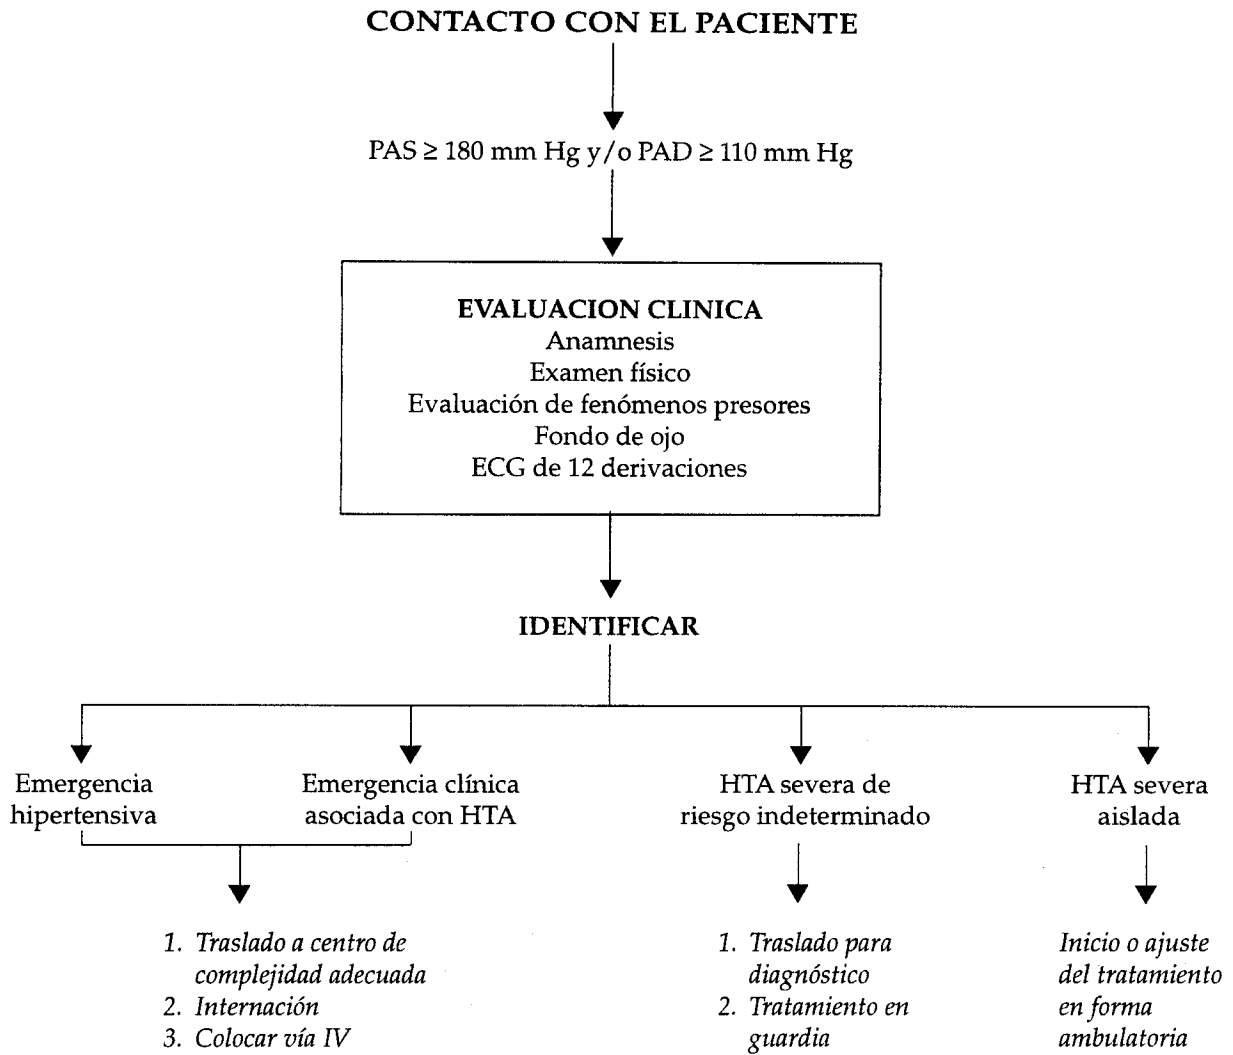 CONTACTO CON EL PACIENTE
PAS ≥ 180 mm Hg y/o PAD ≥ 110 mm Hg
EVALUACION CLINICA
Anamnesis
Examen físico
Evaluación de fenómenos presores
Fondo de ojo
ECG de 12 derivaciones
IDENTIFICAR
Emergencia
hipertensiva
Emergencia clínica
asociada con HTA
HTA severa de
riesgo indeterminado
HTA severa
aislada
1. Traslado a centro de
complejidad adecuada
2. Internación
3. Colocar vía IV
1. Traslado para
diagnóstico
2. Tratamiento en
guardia
Inicio o ajuste
del tratamiento
en forma
ambulatoria